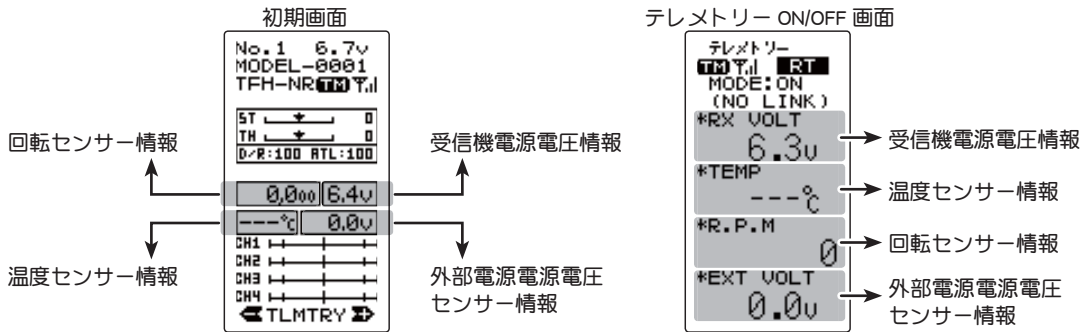 初期画面
No.1 6.7v
MODEL-0001
TFH-NR TM
ST 0
TH 0
D/R:100 ATL:100
0,000 6.4v
---℃ 0.0v
CH1
CH2
CH3
CH4
TLMTRY
回転センサー情報
温度センサー情報
受信機電源電圧情報
外部電源電源電圧
センサー情報
テレメトリー ON/OFF 画面
テレメトリー
TM RT
MODE:ON
(NO LINK)
*RX VOLT
6.3v
*TEMP
---℃
*R.P.M
0
*EXT VOLT
0.0v
受信機電源電圧情報
温度センサー情報
回転センサー情報
外部電源電源電圧
センサー情報